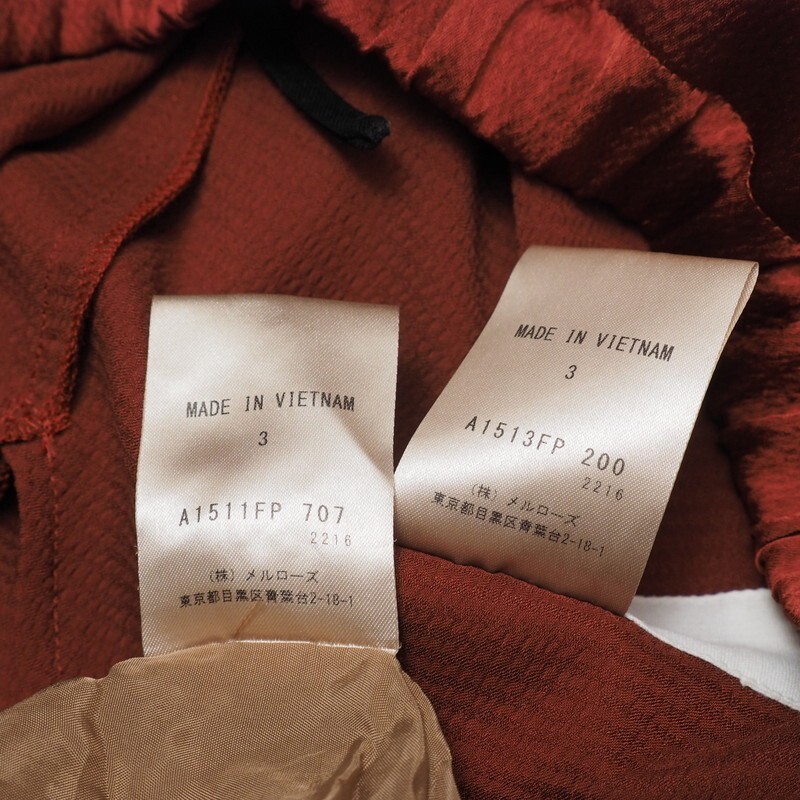 MADE IN VIETNAM
3
A1511FP 707
2216
(株) メルローズ
東京都目黒区青葉台2-18-1
MADE IN VIETNAM
3
A1513FP 200
2216
(株) メルローズ
東京都目黒区青葉台2-18-1